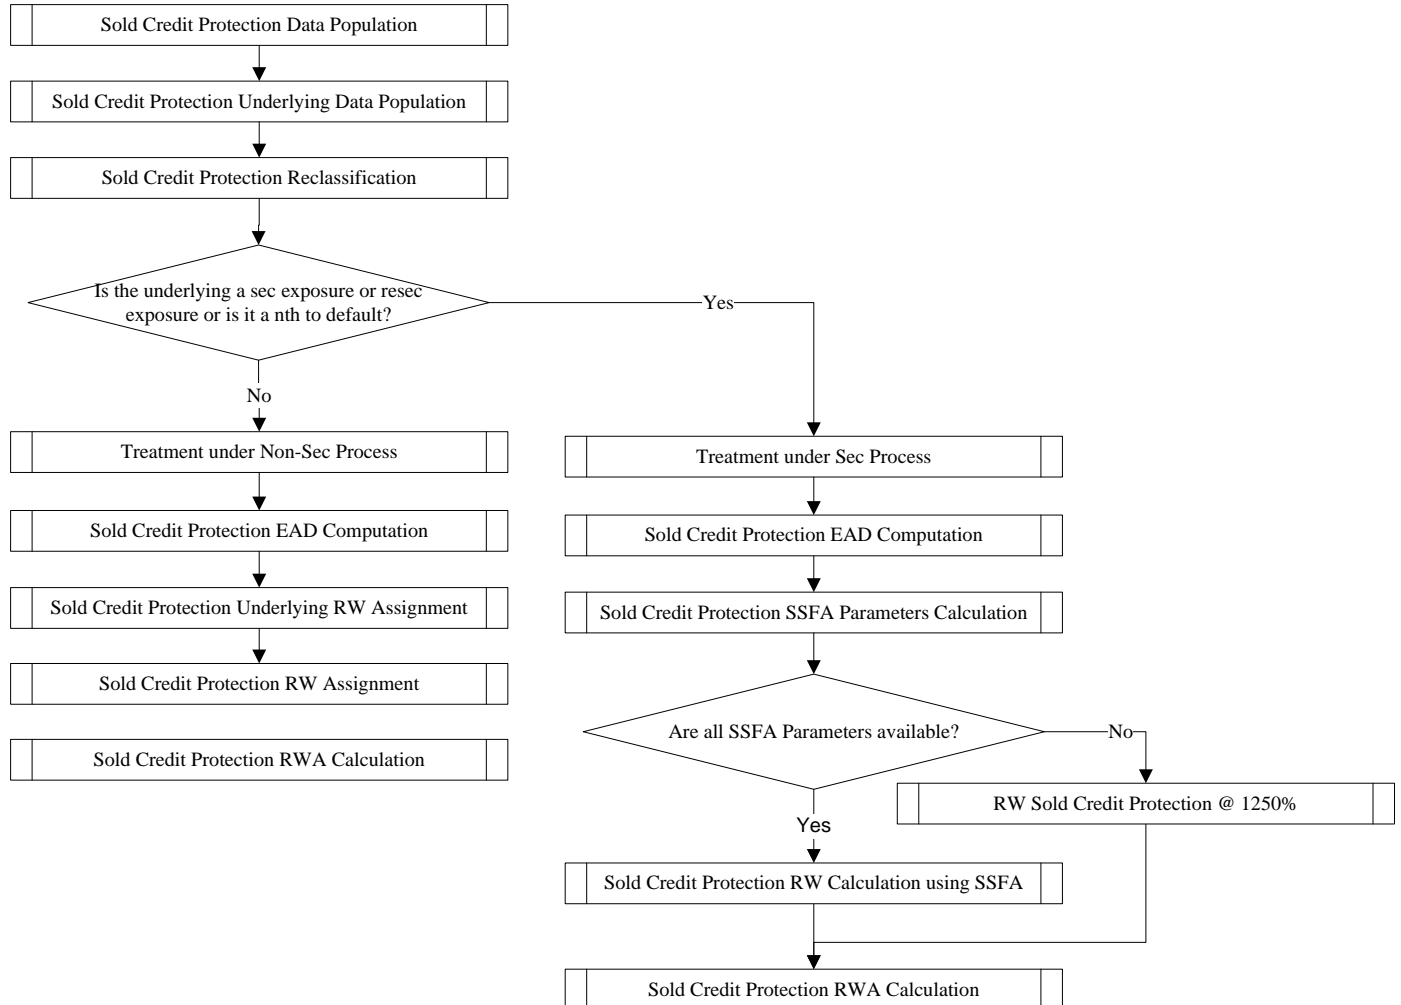 Sold Credit Protection Data Population
Sold Credit Protection Underlying Data Population
Sold Credit Protection Reclassification
Is the underlying a sec exposure or resec
exposure or is it a nth to default?
Yes
No
Treatment under Non-Sec Process
Sold Credit Protection EAD Computation
Sold Credit Protection Underlying RW Assignment
Sold Credit Protection RW Assignment
Sold Credit Protection RWA Calculation
Treatment under Sec Process
Sold Credit Protection EAD Computation
Sold Credit Protection SSFA Parameters Calculation
Are all SSFA Parameters available?
No
RW Sold Credit Protection @ 1250%
Yes
Sold Credit Protection RW Calculation using SSFA
Sold Credit Protection RWA Calculation